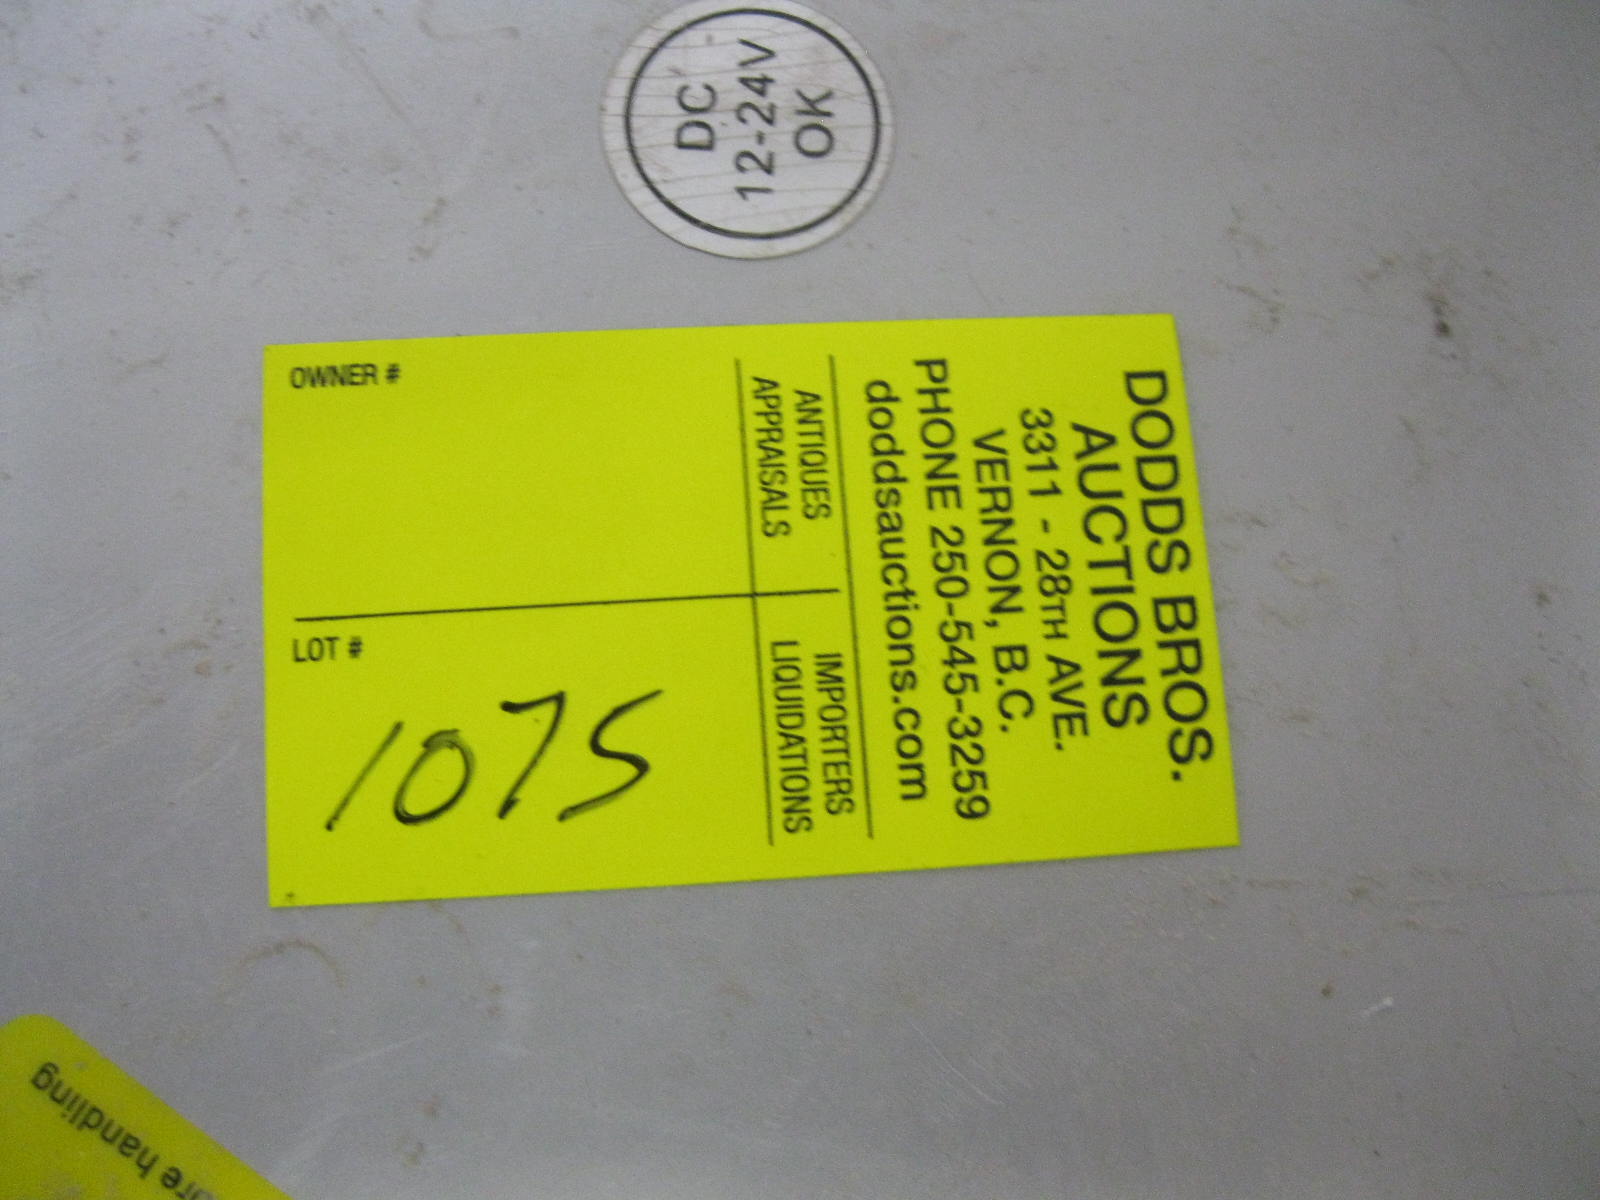 DC
12-24V
OK
DODDS BROS.
AUCTIONS
3311 - 28TH AVE.
VERNON, B.C.
PHONE 250-545-3259
doddsauctions.com
ANTIQUES
APPRAISALS
IMPORTERS
LIQUIDATIONS
OWNER #
LOT #
1075
handling